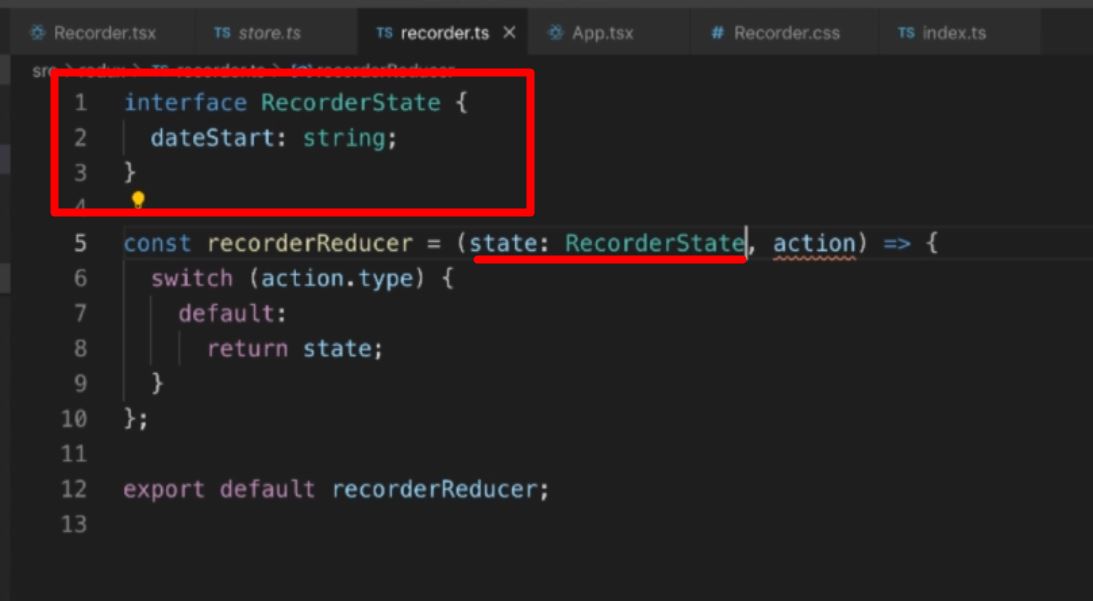 Recorder.tsx TS store.ts TS recorder.ts × App.tsx # Recorder.css TS index.ts
src > redux > TS recorder.ts > recorderReducer
1 interface RecorderState {
2 dateStart: string;
3 }
4
5 const recorderReducer = (state: RecorderState, action) => {
6 switch (action.type) {
7 default:
8 return state;
9 }
10 };
11
12 export default recorderReducer;
13